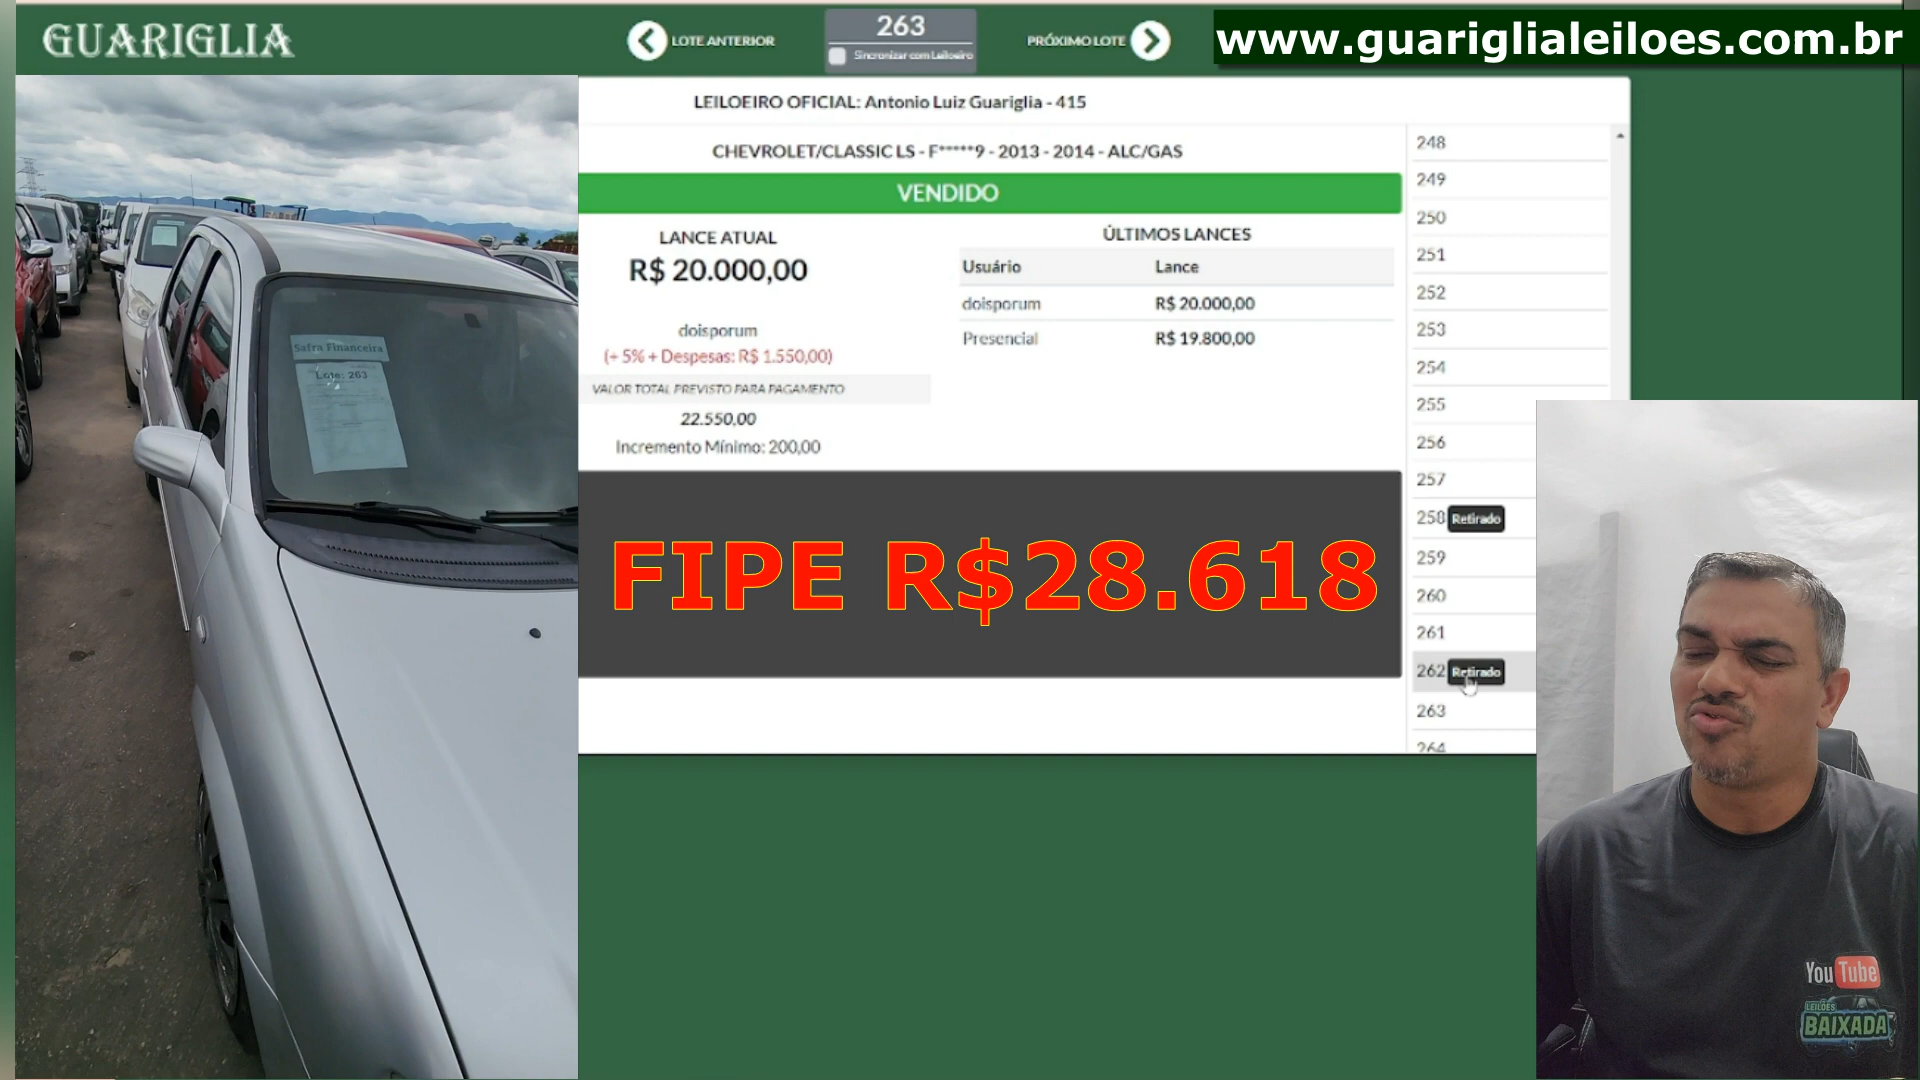 GUARIGLIA
LOTE ANTERIOR
263
Sincronizar com Leiloeiro
PRÓXIMO LOTE
www.guariglialeiloes.com.br
LEILOEIRO OFICIAL: Antonio Luiz Guariglia - 415
CHEVROLET/CLASSIC LS - F*****9 - 2013 - 2014 - ALC/GAS
VENDIDO
LANCE ATUAL
R$ 20.000,00
doisporum
(+ 5% + Despesas: R$ 1.550,00)
VALOR TOTAL PREVISTO PARA PAGAMENTO
22.550,00
Incremento Mínimo: 200,00
ÚLTIMOS LANCES
Usuário Lance
doisporum R$ 20.000,00
Presencial R$ 19.800,00
FIPE R$28.618
248
249
250
251
252
253
254
255
256
257
258 Retirado
259
260
261
262 Retirado
263
264
Safra Financeira
Lote: 263
YouTube
LEILÕES
BAIXADA